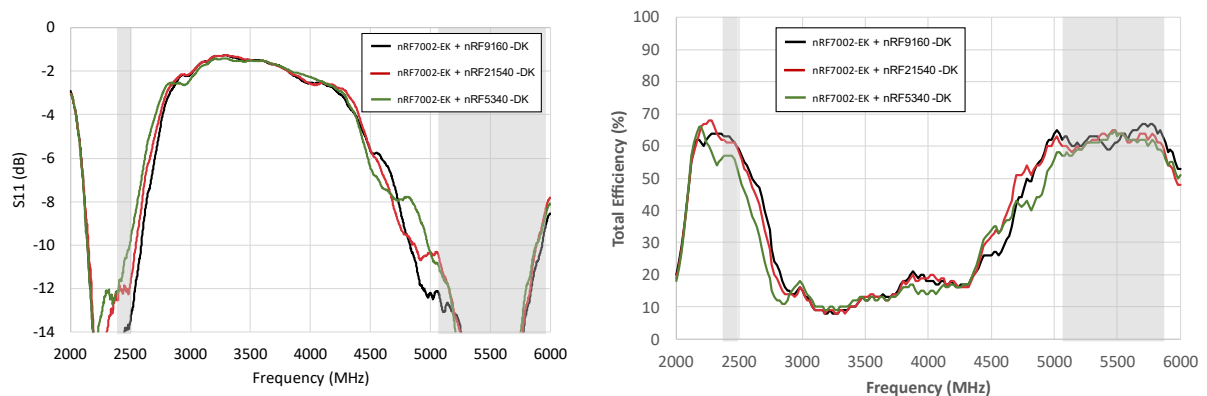 0
-2
-4
-6
-8
-10
-12
-14
S11 (dB)
2000 2500 3000 3500 4000 4500 5000 5500 6000
Frequency (MHz)
nRF7002-EK + nRF9160 -DK
nRF7002-EK + nRF21540 -DK
nRF7002-EK + nRF5340 -DK
100
90
80
70
60
50
40
30
20
10
0
Total Efficiency (%)
2000 2500 3000 3500 4000 4500 5000 5500 6000
Frequency (MHz)
nRF7002-EK + nRF9160 -DK
nRF7002-EK + nRF21540 -DK
nRF7002-EK + nRF5340 -DK